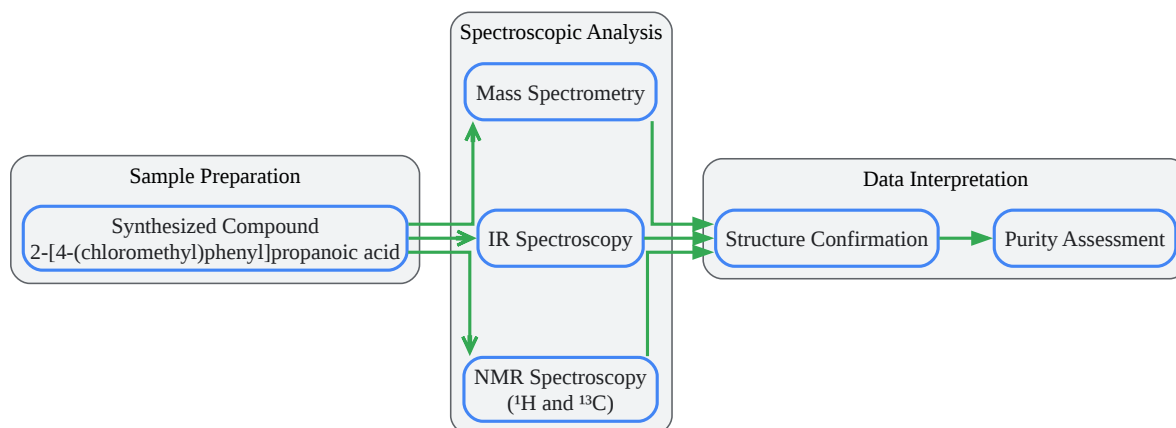 Sample Preparation
Synthesized Compound
2-[4-(chloromethyl)phenyl]propanoic acid
Spectroscopic Analysis
Mass Spectrometry
IR Spectroscopy
NMR Spectroscopy
(¹H and ¹³C)
Data Interpretation
Structure Confirmation
Purity Assessment